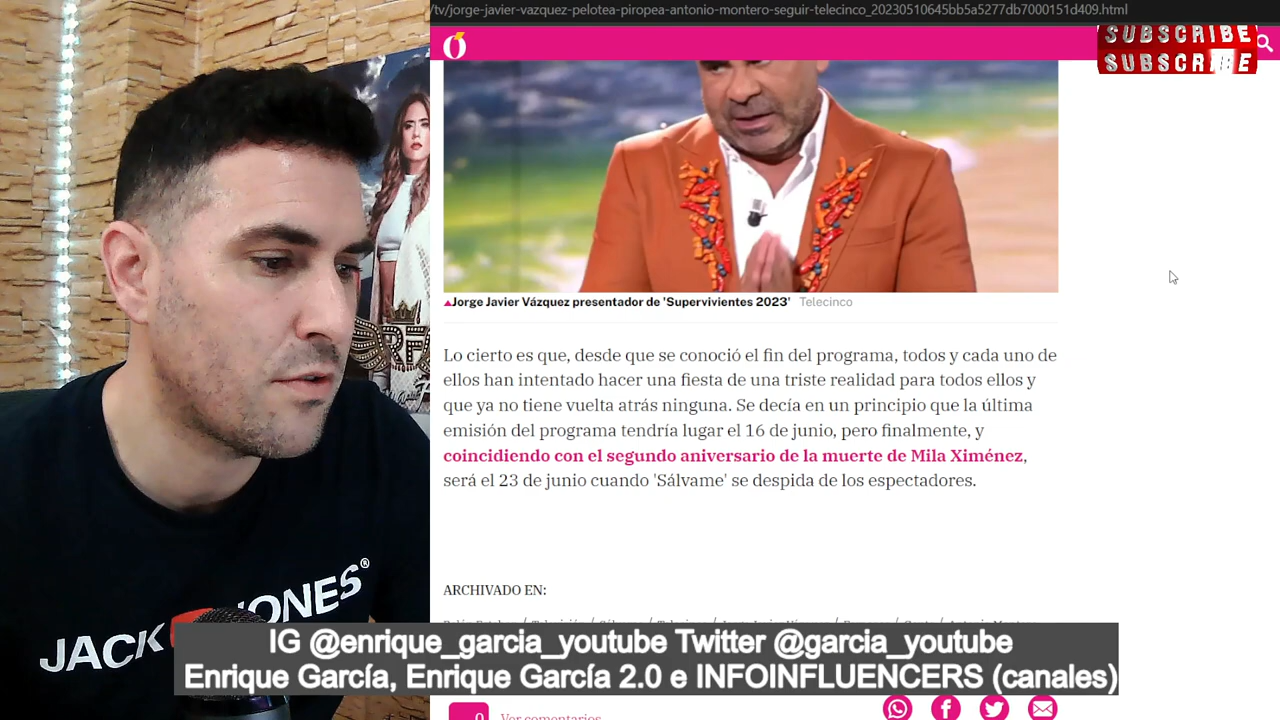 /tv/jorge-javier-vazquez-pelotea-piropea-antonio-montero-seguir-telecinco_20230510645bb5a5277db7000151d409.html
SUBSCRIBE
SUBSCRIBE
Jorge Javier Vázquez presentador de 'Supervivientes 2023' Telecinco
Lo cierto es que, desde que se conoció el fin del programa, todos y cada uno de
ellos han intentado hacer una fiesta de una triste realidad para todos ellos y
que ya no tiene vuelta atrás ninguna. Se decía en un principio que la última
emisión del programa tendría lugar el 16 de junio, pero finalmente, y
coincidiendo con el segundo aniversario de la muerte de Mila Ximénez,
será el 23 de junio cuando 'Sálvame' se despida de los espectadores.
ARCHIVADO EN:
JACK JONES®
IG @enrique_garcia_youtube Twitter @garcia_youtube
Enrique García, Enrique García 2.0 e INFOINFLUENCERS (canales)
0 Ver comentarios